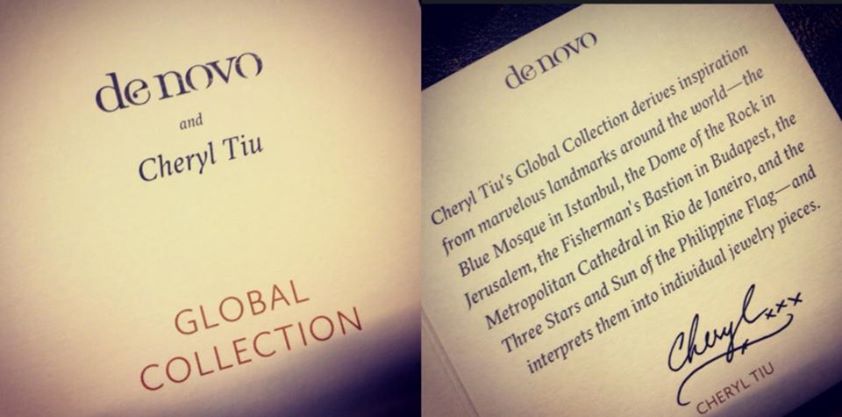 de novo
and
Cheryl Tiu
GLOBAL
COLLECTION
de novo
Cheryl Tiu's Global Collection derives inspiration
from marvelous landmarks around the world—the
Blue Mosque in Istanbul, the Dome of the Rock in
Jerusalem, the Fisherman's Bastion in Budapest, the
Metropolitan Cathedral in Rio de Janeiro, and the
Three Stars and Sun of the Philippine Flag—and
interprets them into individual jewelry pieces.
Cheryl xxx
CHERYL TIU